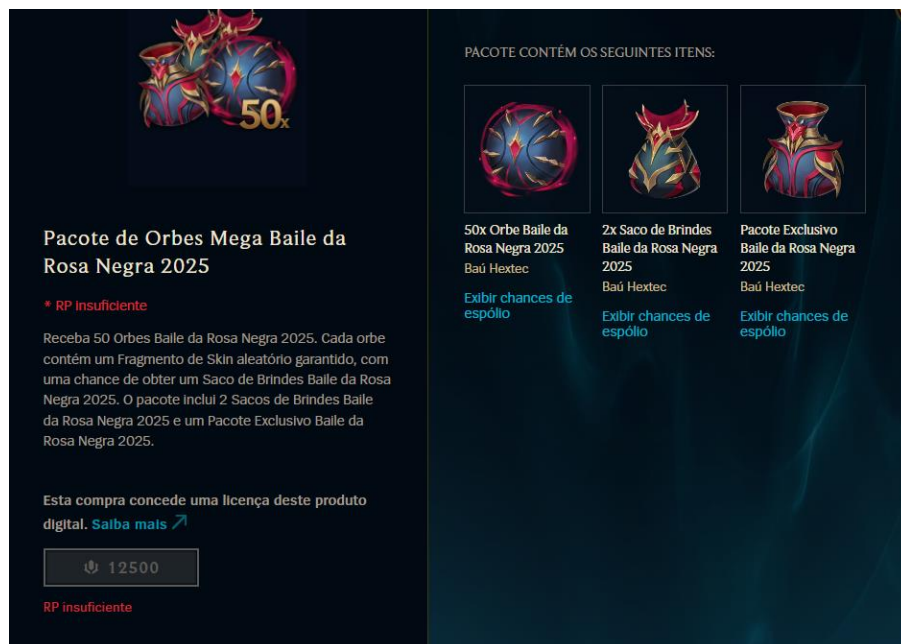 50x
Pacote de Orbes Mega Baile da
Rosa Negra 2025
* RP insuficiente
Receba 50 Orbes Baile da Rosa Negra 2025. Cada orbe
contém um Fragmento de Skin aleatório garantido, com
uma chance de obter um Saco de Brindes Baile da Rosa
Negra 2025. O pacote inclui 2 Sacos de Brindes Baile
da Rosa Negra 2025 e um Pacote Exclusivo Baile da
Rosa Negra 2025.
Esta compra concede uma licença deste produto
digital. Saiba mais
12500
RP insuficiente
PACOTE CONTÉM OS SEGUINTES ITENS:
50x Orbe Baile da
Rosa Negra 2025
Baú Hextec
Exibir chances de
espólio
2x Saco de Brindes
Baile da Rosa Negra
2025
Baú Hextec
Exibir chances de
espólio
Pacote Exclusivo
Baile da Rosa Negra
2025
Baú Hextec
Exibir chances de
espólio